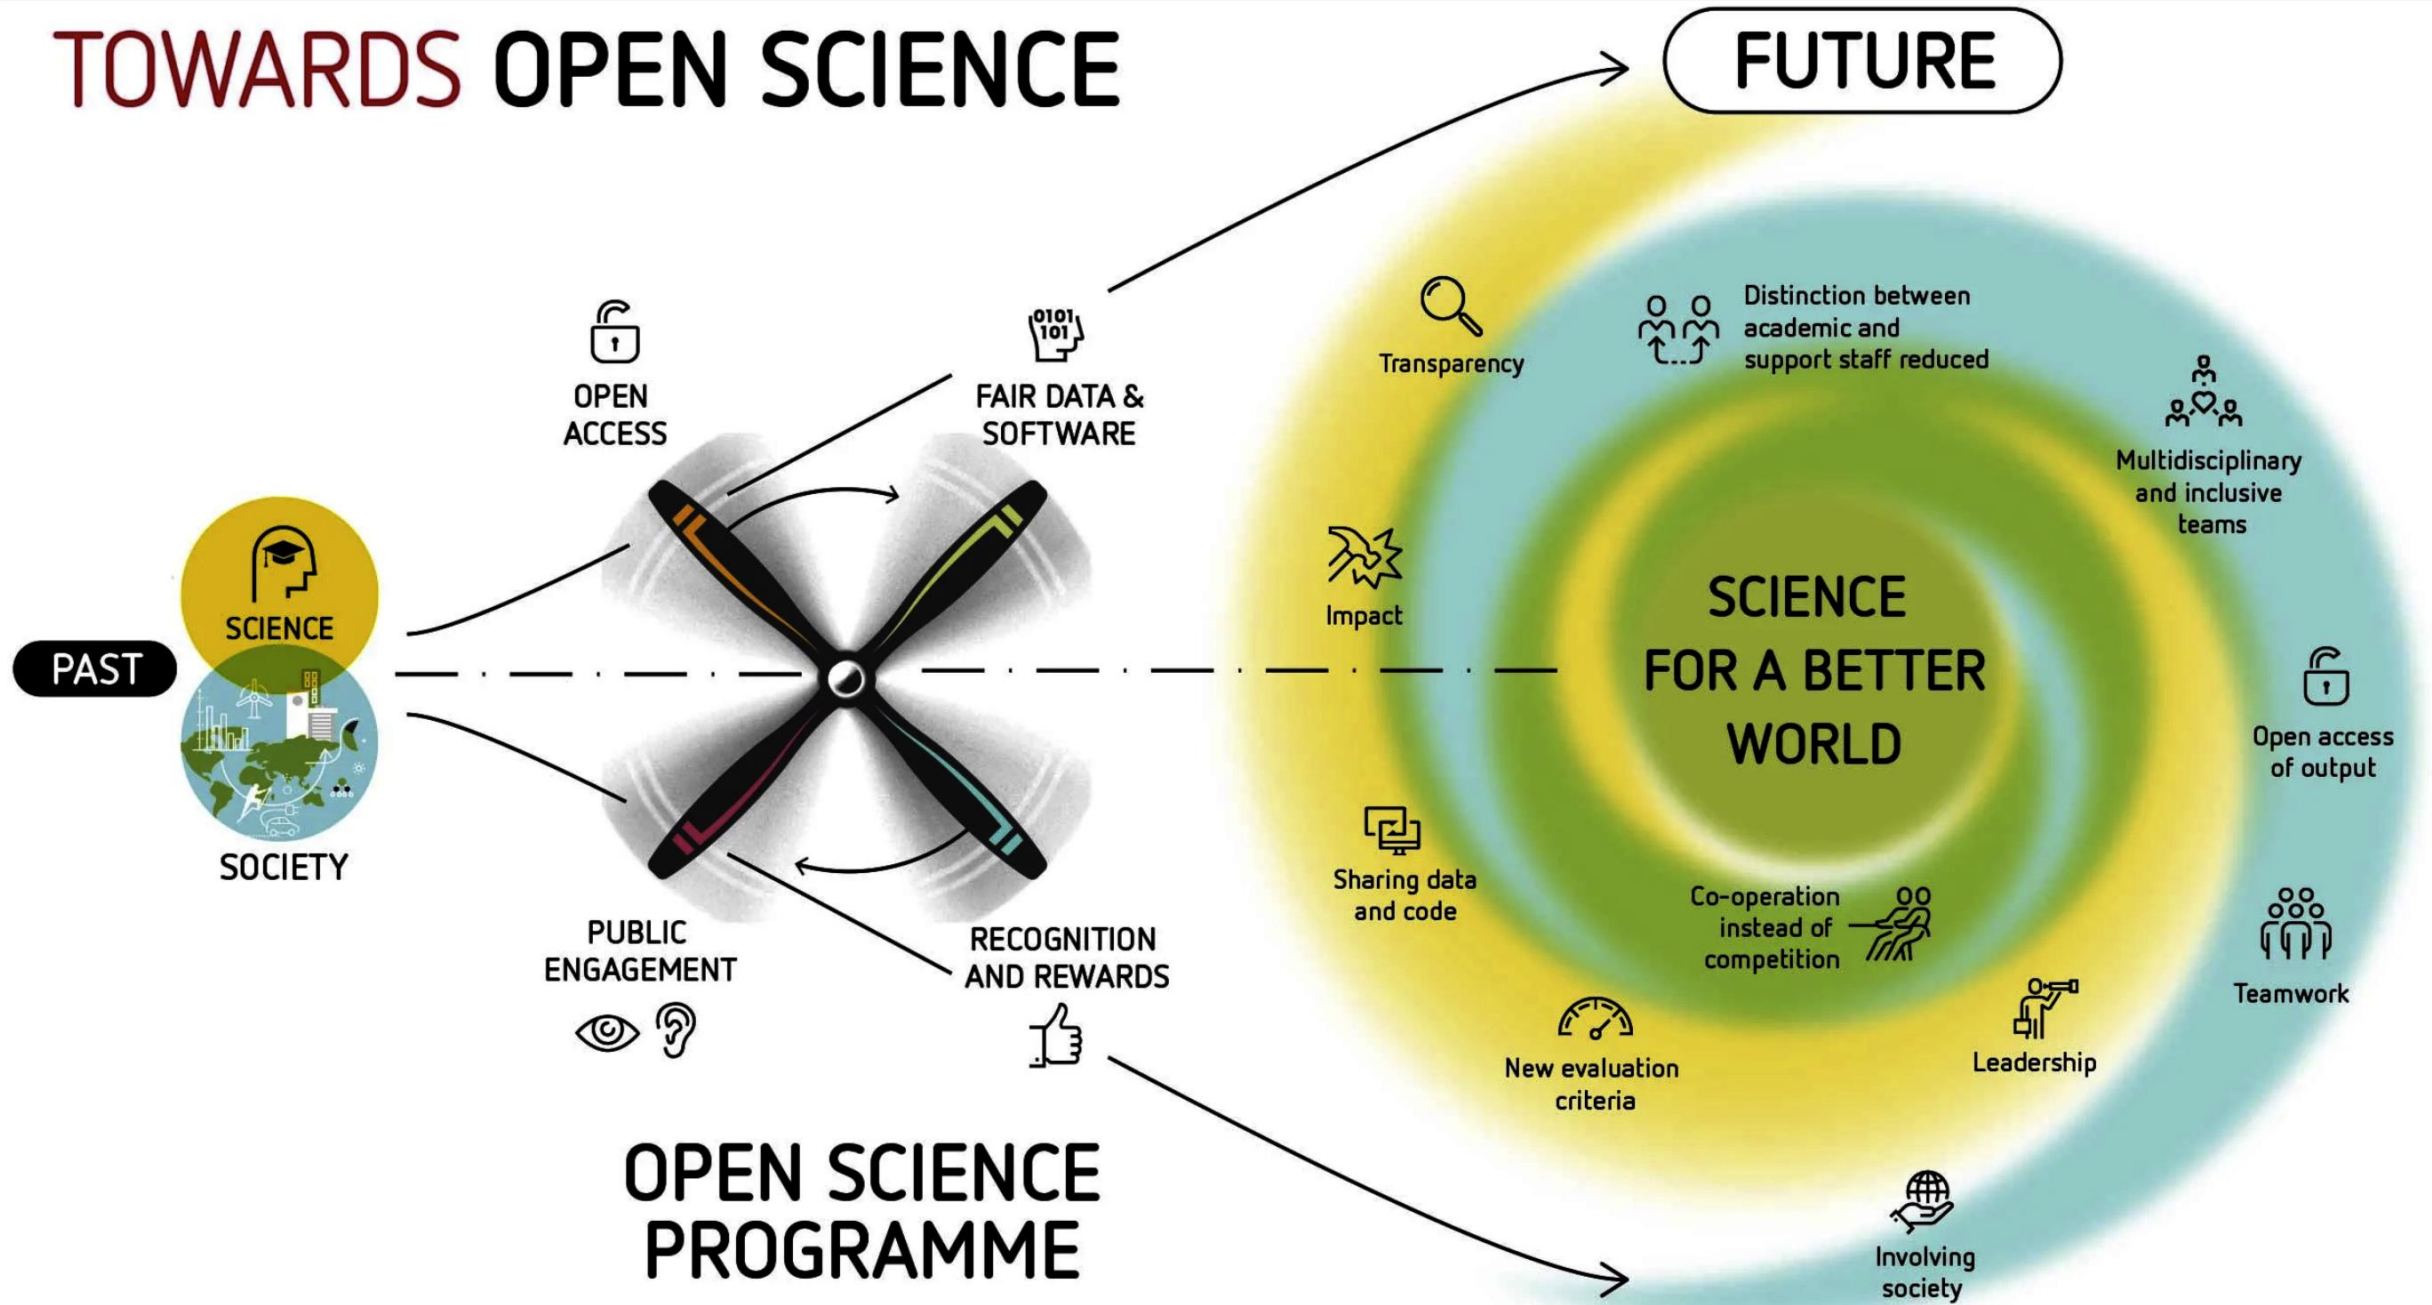 TOWARDS OPEN SCIENCE
FUTURE
PAST
SCIENCE
SOCIETY
OPEN
ACCESS
0101
101
FAIR DATA &
SOFTWARE
PUBLIC
ENGAGEMENT
RECOGNITION
AND REWARDS
OPEN SCIENCE
PROGRAMME
Transparency
Distinction between
academic and
support staff reduced
Multidisciplinary
and inclusive
teams
Impact
SCIENCE
FOR A BETTER
WORLD
Open access
of output
Sharing data
and code
Co-operation
instead of
competition
Teamwork
New evaluation
criteria
Leadership
Involving
society